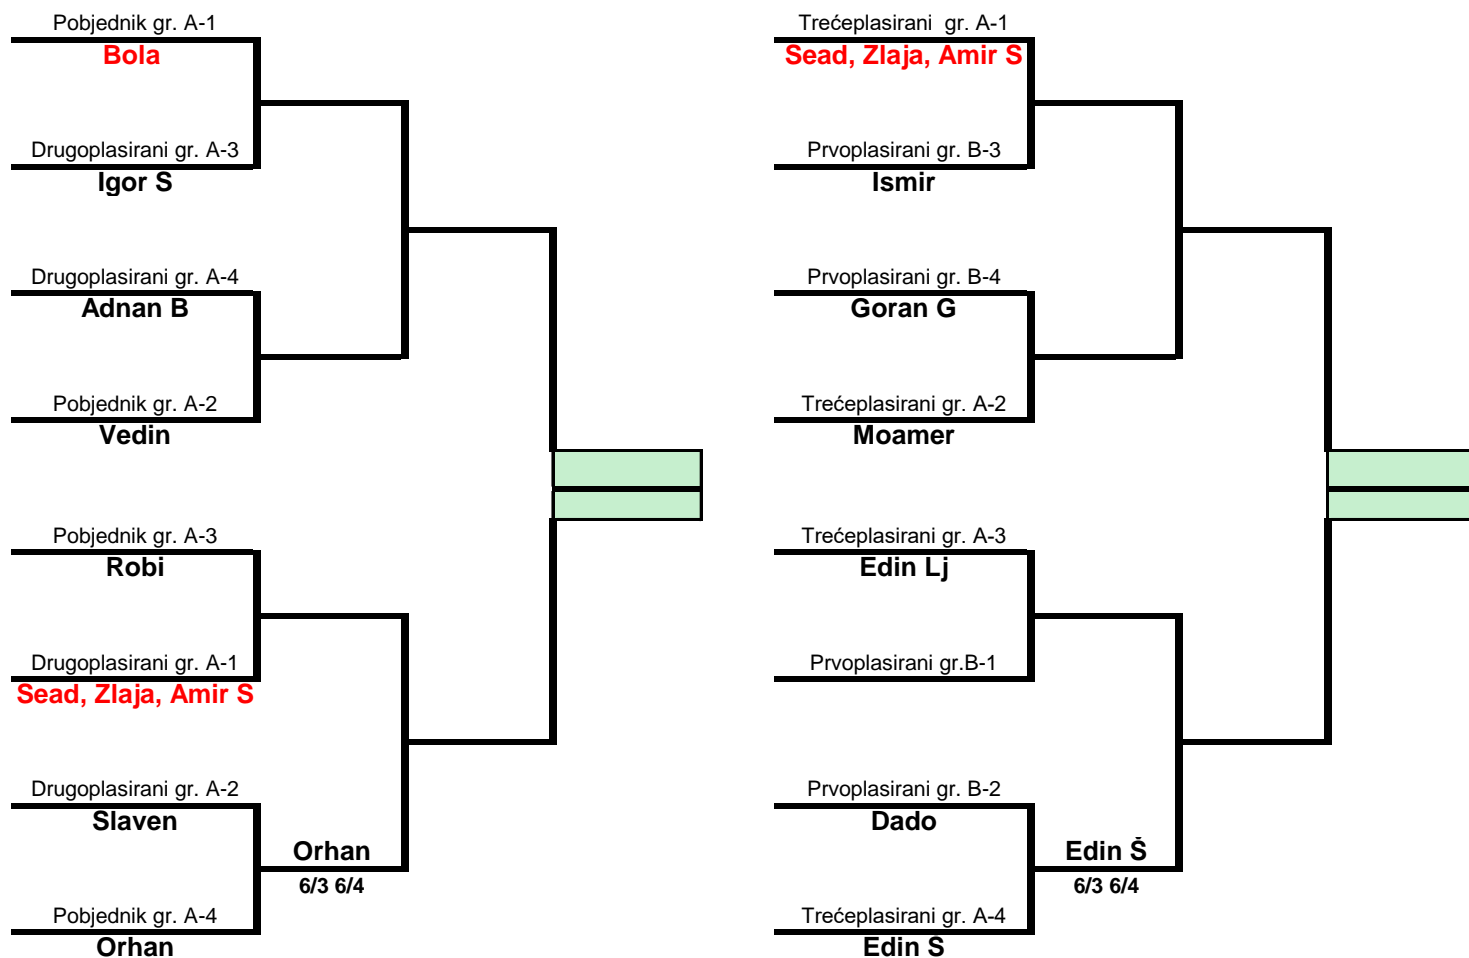 Pobjednik gr. A-1
Bola
Drugoplasirani gr. A-3
Igor S
Drugoplasirani gr. A-4
Adnan B
Pobjednik gr. A-2
Vedin
Pobjednik gr. A-3
Robi
Drugoplasirani gr. A-1
Sead, Zlaja, Amir S
Drugoplasirani gr. A-2
Slaven
Orhan
6/3 6/4
Pobjednik gr. A-4
Orhan
Trećeplasirani gr. A-1
Sead, Zlaja, Amir S
Prvoplasirani gr. B-3
Ismir
Prvoplasirani gr. B-4
Goran G
Trećeplasirani gr. A-2
Moamer
Trećeplasirani gr. A-3
Edin Lj
Prvoplasirani gr.B-1
Prvoplasirani gr. B-2
Dado
Edin Š
6/3 6/4
Trećeplasirani gr. A-4
Edin S